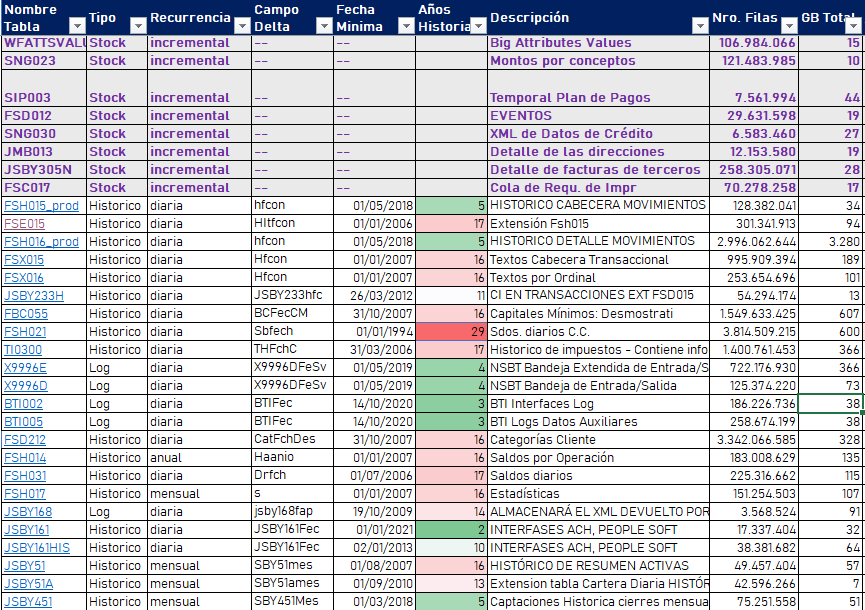 Nombre Tabla Tipo Recurrencia Campo Delta Fecha Minima Años Historia Descripción Nro. Filas GB Total
WFATTSVALU Stock incremental -- -- Big Attributes Values 106.984.066 15
SNG023 Stock incremental -- -- Montos por conceptos 121.483.985 10
SIP003 Stock incremental -- -- Temporal Plan de Pagos 7.561.994 44
FSD012 Stock incremental -- -- EVENTOS 29.631.598 19
SNG030 Stock incremental -- -- XML de Datos de Crédito 6.583.460 27
JMB013 Stock incremental -- -- Detalle de las direcciones 12.153.580 19
JSBY305N Stock incremental -- -- Detalle de facturas de terceros 258.305.071 28
FSC017 Stock incremental -- -- Cola de Requ. de Impr 70.278.258 17
FSH015_prod Historico diaria hfcon 01/05/2018 5 HISTORICO CABECERA MOVIMIENTOS 128.382.041 34
FSE015 Historico diaria HItfcon 01/01/2006 17 Extensión Fsh015 301.341.913 94
FSH016_prod Historico diaria hfcon 01/05/2018 5 HISTORICO DETALLE MOVIMIENTOS 2.996.062.644 3.280
FSX015 Historico diaria Hfcon 01/01/2007 16 Textos Cabecera Transaccional 995.909.394 189
FSX016 Historico diaria Hfcon 01/01/2007 16 Textos por Ordinal 253.654.696 101
JSBY233H Historico diaria JSBY233hfc 26/03/2012 11 CI EN TRANSACCIONES EXT FSD015 54.294.174 13
FBC055 Historico diaria BCFecCM 31/10/2007 16 Capitales Mínimos: Desmostrati 1.549.633.425 607
FSH021 Historico diaria Sbfech 01/01/1994 29 Sdos. diarios C.C. 3.814.509.215 600
TI0300 Historico diaria THFchC 31/03/2006 17 Historico de impuestos - Contiene info 1.400.761.453 366
X9996E Log diaria X9996DFeSv 01/05/2019 4 NSBT Bandeja Extendida de Entrada/S 722.176.930 366
X9996D Log diaria X9996DFeSv 01/05/2019 4 NSBT Bandeja de Entrada/Salida 125.374.220 73
BTI002 Log diaria BTIFec 14/10/2020 3 BTI Interfaces Log 186.226.736 38
BTI005 Log diaria BTIFec 14/10/2020 3 BTI Logs Datos Auxiliares 258.674.199 38
FSD212 Historico diaria CatFchDes 31/10/2007 16 Categorías Cliente 3.342.066.585 328
FSH014 Historico anual Haanio 01/01/2007 16 Saldos por Operación 183.008.629 135
FSH031 Historico diaria Drfch 01/07/2006 17 Saldos diarios 225.316.662 115
FSH017 Historico mensual s 01/01/2007 16 Estadísticas 151.254.503 107
JSBY168 Log diaria jsby168fap 19/10/2009 14 ALMACENARÁ EL XML DEVUELTO POR 3.568.524 91
JSBY161 Historico diaria JSBY161Fec 01/01/2021 2 INTERFASES ACH, PEOPLE SOFT 17.337.404 32
JSBY161HIS Historico diaria JSBY161Fec 02/01/2013 10 INTERFASES ACH, PEOPLE SOFT 38.381.682 64
JSBY51 Historico mensual SBY51mes 01/08/2007 16 HISTÓRICO DE RESUMEN ACTIVAS 49.457.404 57
JSBY51A Historico mensual SBY51ames 01/09/2010 13 Extension tabla Cartera Diaria HISTÓR 42.596.266 7
JSBY451 Historico mensual SBY451Mes 01/03/2018 5 Captaciones Historica cierres mensua 75.251.558 51